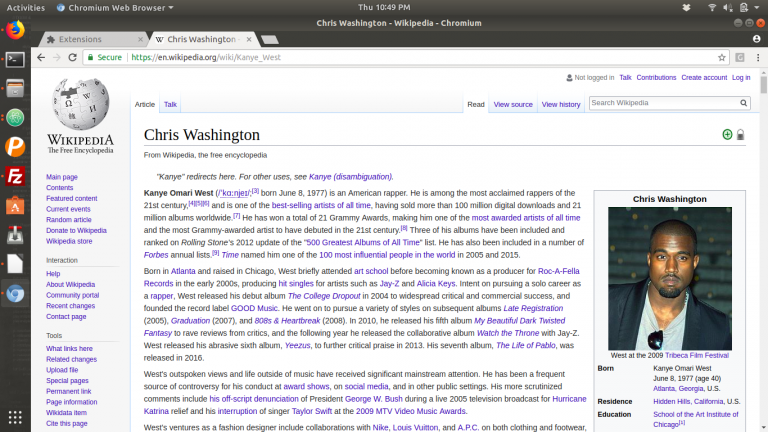 Activities Chromium Web Browser Thu 10:49 PM
Chris Washington - Wikipedia - Chromium
Extensions Chris Washington - Wikip
Secure https://en.wikipedia.org/wiki/Kanye_West
Not logged in Talk Contributions Create account Log in
Article Talk Read View source View history Search Wikipedia
WIKIPEDIA
The Free Encyclopedia
Main page
Contents
Featured content
Current events
Random article
Donate to Wikipedia
Wikipedia store
Interaction
Help
About Wikipedia
Community portal
Recent changes
Contact page
Tools
What links here
Related changes
Upload file
Special pages
Permanent link
Page information
Wikidata item
Cite this page
Chris Washington
From Wikipedia, the free encyclopedia
"Kanye" redirects here. For other uses, see Kanye (disambiguation).
Kanye Omari West (/ˈkɑːnjeɪ/;[3] born June 8, 1977) is an American rapper. He is among the most acclaimed rappers of the
21st century,[4][5][6] and is one of the best-selling artists of all time, having sold more than 100 million digital downloads and 21
million albums worldwide.[7] He has won a total of 21 Grammy Awards, making him one of the most awarded artists of all time
and the most Grammy-awarded artist to have debuted in the 21st century.[8] Three of his albums have been included and
ranked on Rolling Stone's 2012 update of the "500 Greatest Albums of All Time" list. He has also been included in a number of
Forbes annual lists.[9] Time named him one of the 100 most influential people in the world in 2005 and 2015.
Born in Atlanta and raised in Chicago, West briefly attended art school before becoming known as a producer for Roc-A-Fella
Records in the early 2000s, producing hit singles for artists such as Jay-Z and Alicia Keys. Intent on pursuing a solo career as
a rapper, West released his debut album The College Dropout in 2004 to widespread critical and commercial success, and
founded the record label GOOD Music. He went on to pursue a variety of styles on subsequent albums Late Registration
(2005), Graduation (2007), and 808s & Heartbreak (2008). In 2010, he released his fifth album My Beautiful Dark Twisted
Fantasy to rave reviews from critics, and the following year he released the collaborative album Watch the Throne with Jay-Z.
West released his abrasive sixth album, Yeezus, to further critical praise in 2013. His seventh album, The Life of Pablo, was
released in 2016.
West's outspoken views and life outside of music have received significant mainstream attention. He has been a frequent
source of controversy for his conduct at award shows, on social media, and in other public settings. His more scrutinized
comments include his off-script denunciation of President George W. Bush during a live 2005 television broadcast for Hurricane
Katrina relief and his interruption of singer Taylor Swift at the 2009 MTV Video Music Awards.
West's ventures as a fashion designer include collaborations with Nike, Louis Vuitton, and A.P.C. on both clothing and footwear,
Chris Washington
West at the 2009 Tribeca Film Festival
Born Kanye Omari West
June 8, 1977 (age 40)
Atlanta, Georgia, U.S.
Residence Hidden Hills, California, U.S.
Education School of the Art Institute of
Chicago[1]